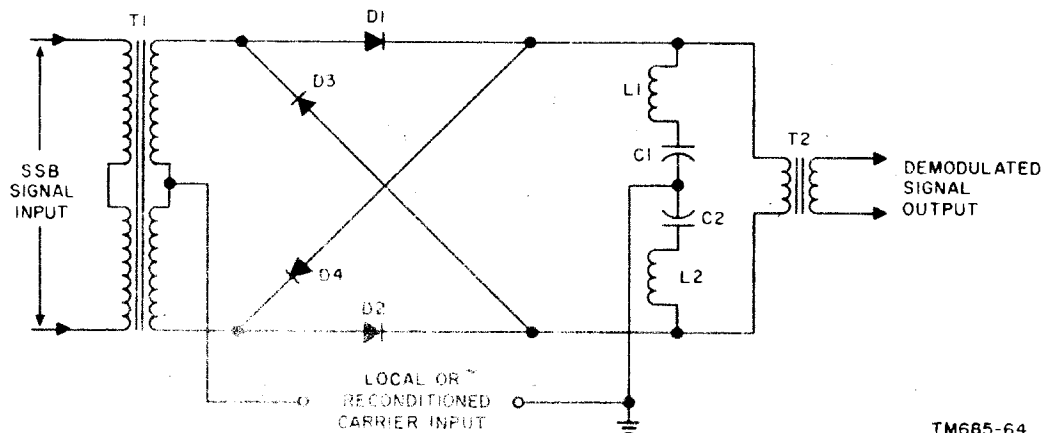 T1
D1
D3
L1
C1
T2
SSB
SIGNAL
INPUT
DEMODULATED
SIGNAL
OUTPUT
C2
D4
L2
D2
LOCAL OR
RECONDITIONED
CARRIER INPUT
TM685-64